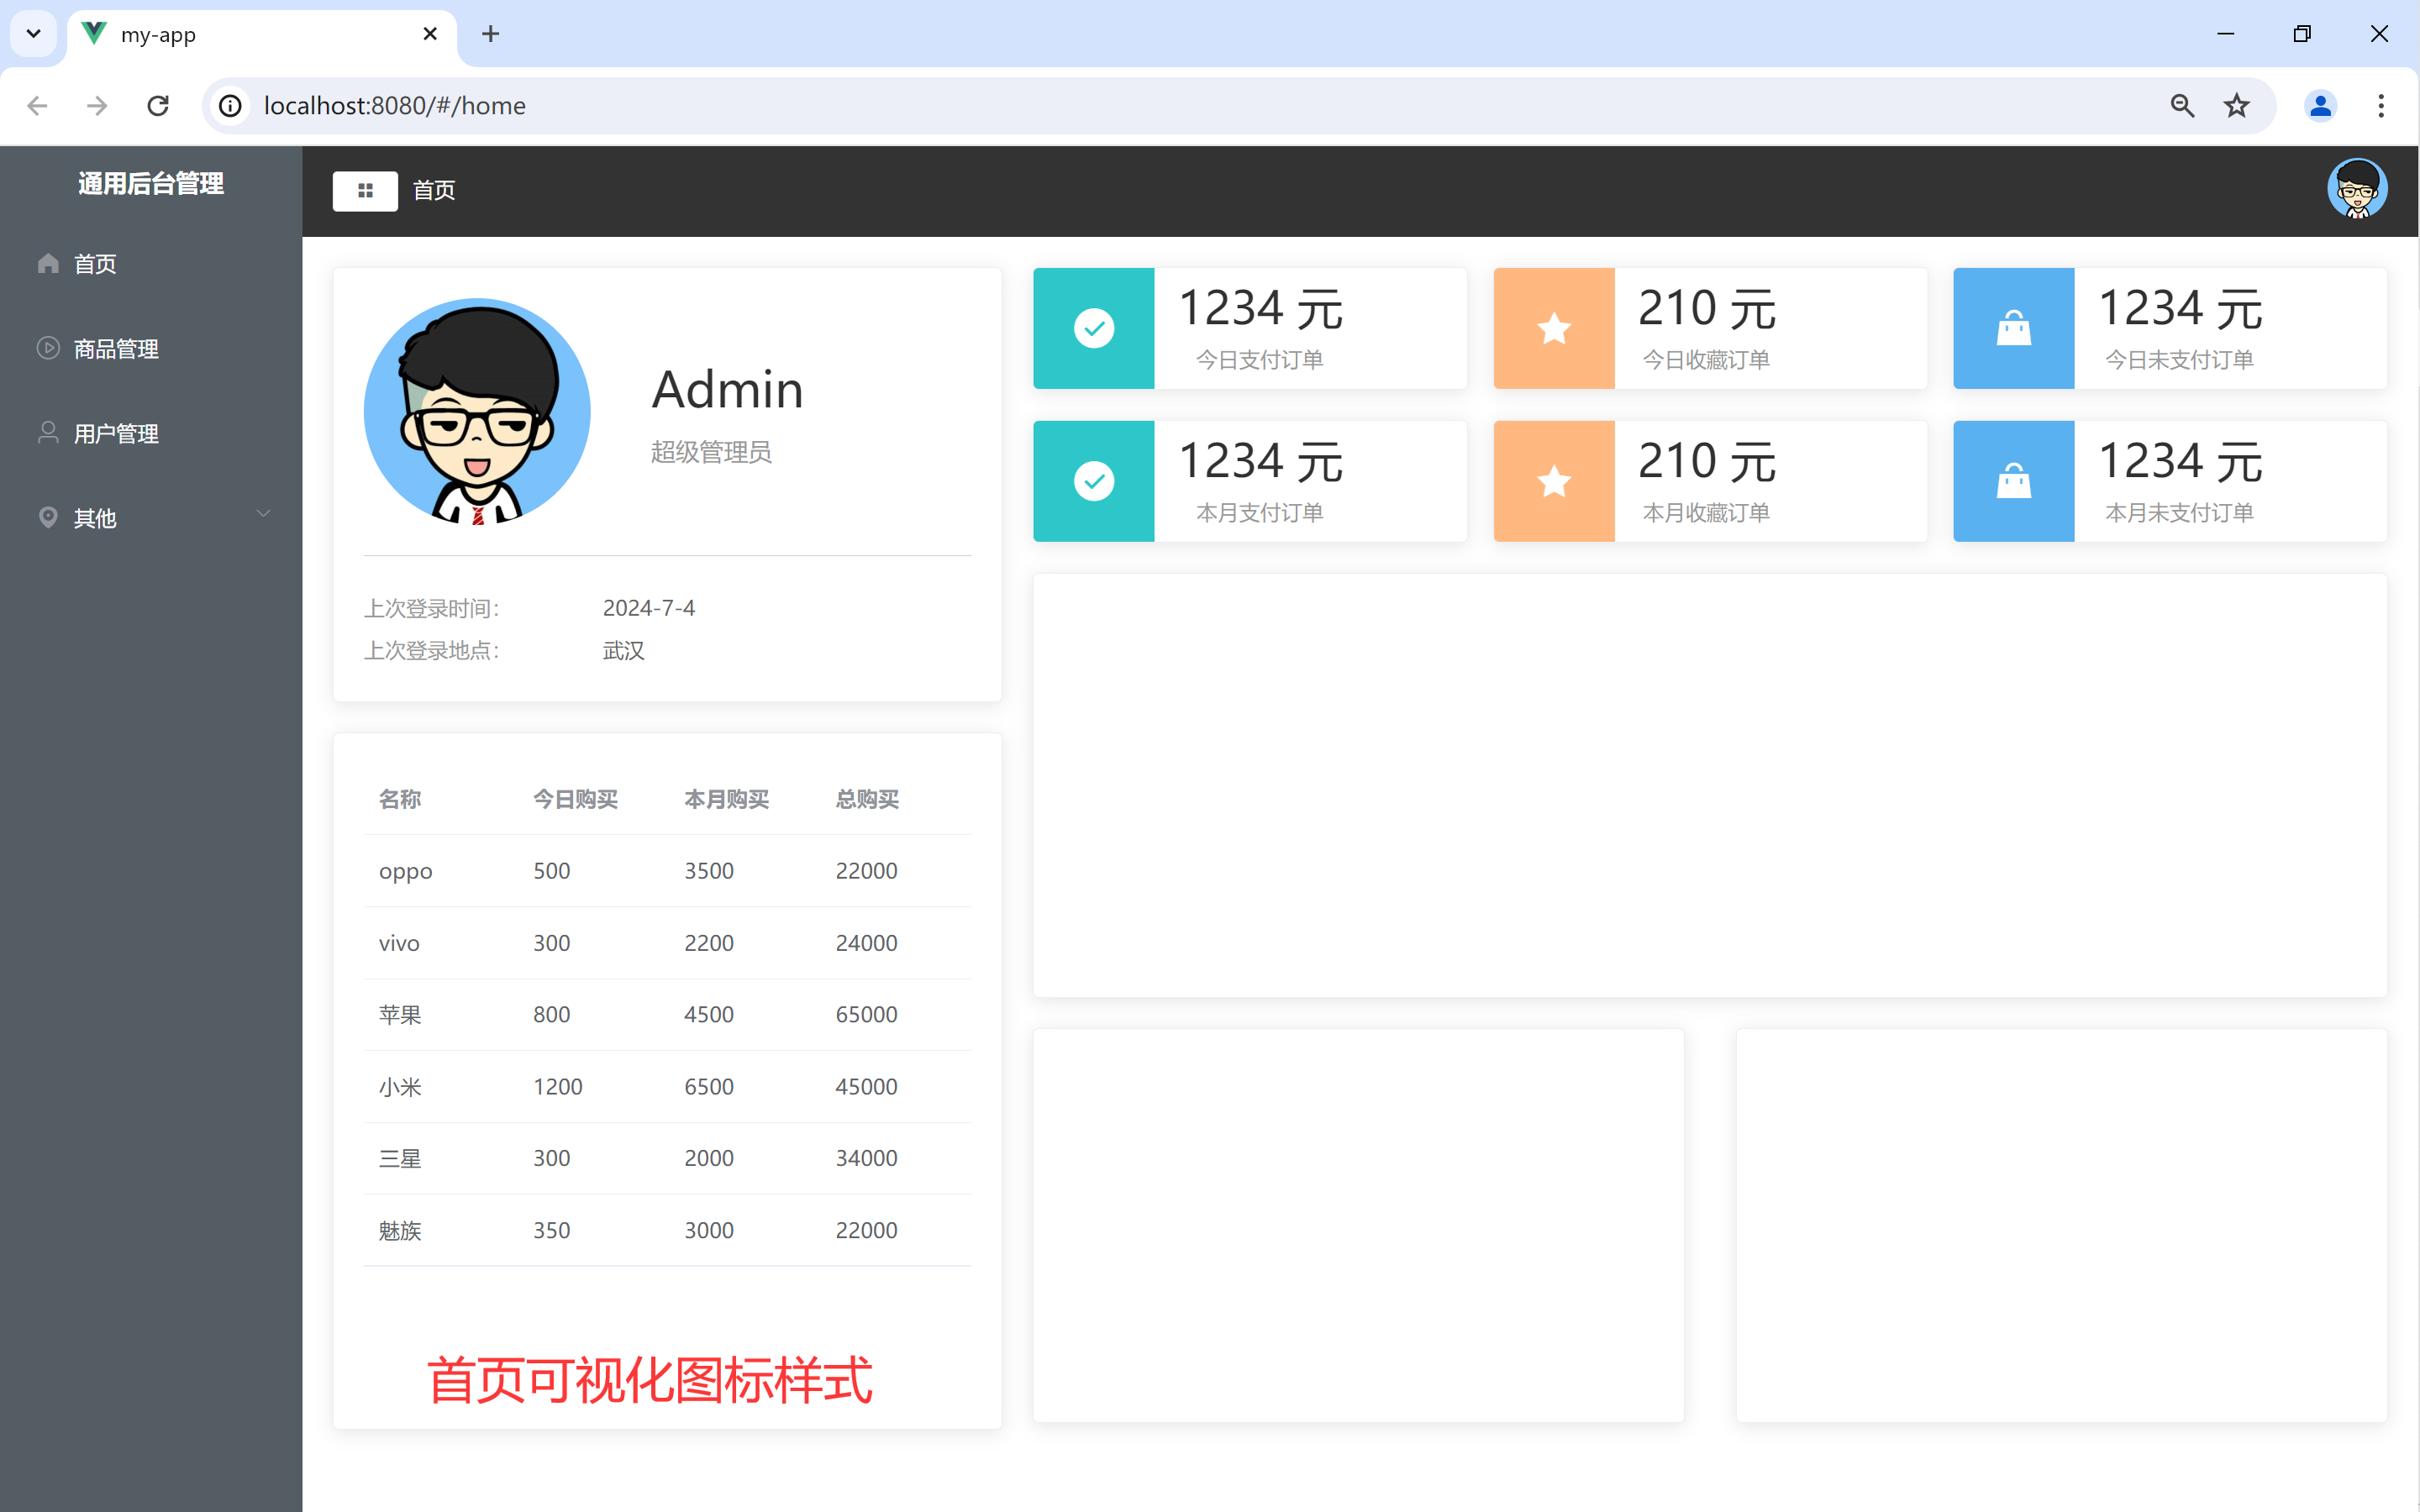 my-app
localhost:8080/#/home
通用后台管理
首页
商品管理
用户管理
其他
首页
Admin
超级管理员
上次登录时间： 2024-7-4
上次登录地点： 武汉
名称 今日购买 本月购买 总购买
oppo 500 3500 22000
vivo 300 2200 24000
苹果 800 4500 65000
小米 1200 6500 45000
三星 300 2000 34000
魅族 350 3000 22000
首页可视化图标样式
1234 元
今日支付订单
210 元
今日收藏订单
1234 元
今日未支付订单
1234 元
本月支付订单
210 元
本月收藏订单
1234 元
本月未支付订单